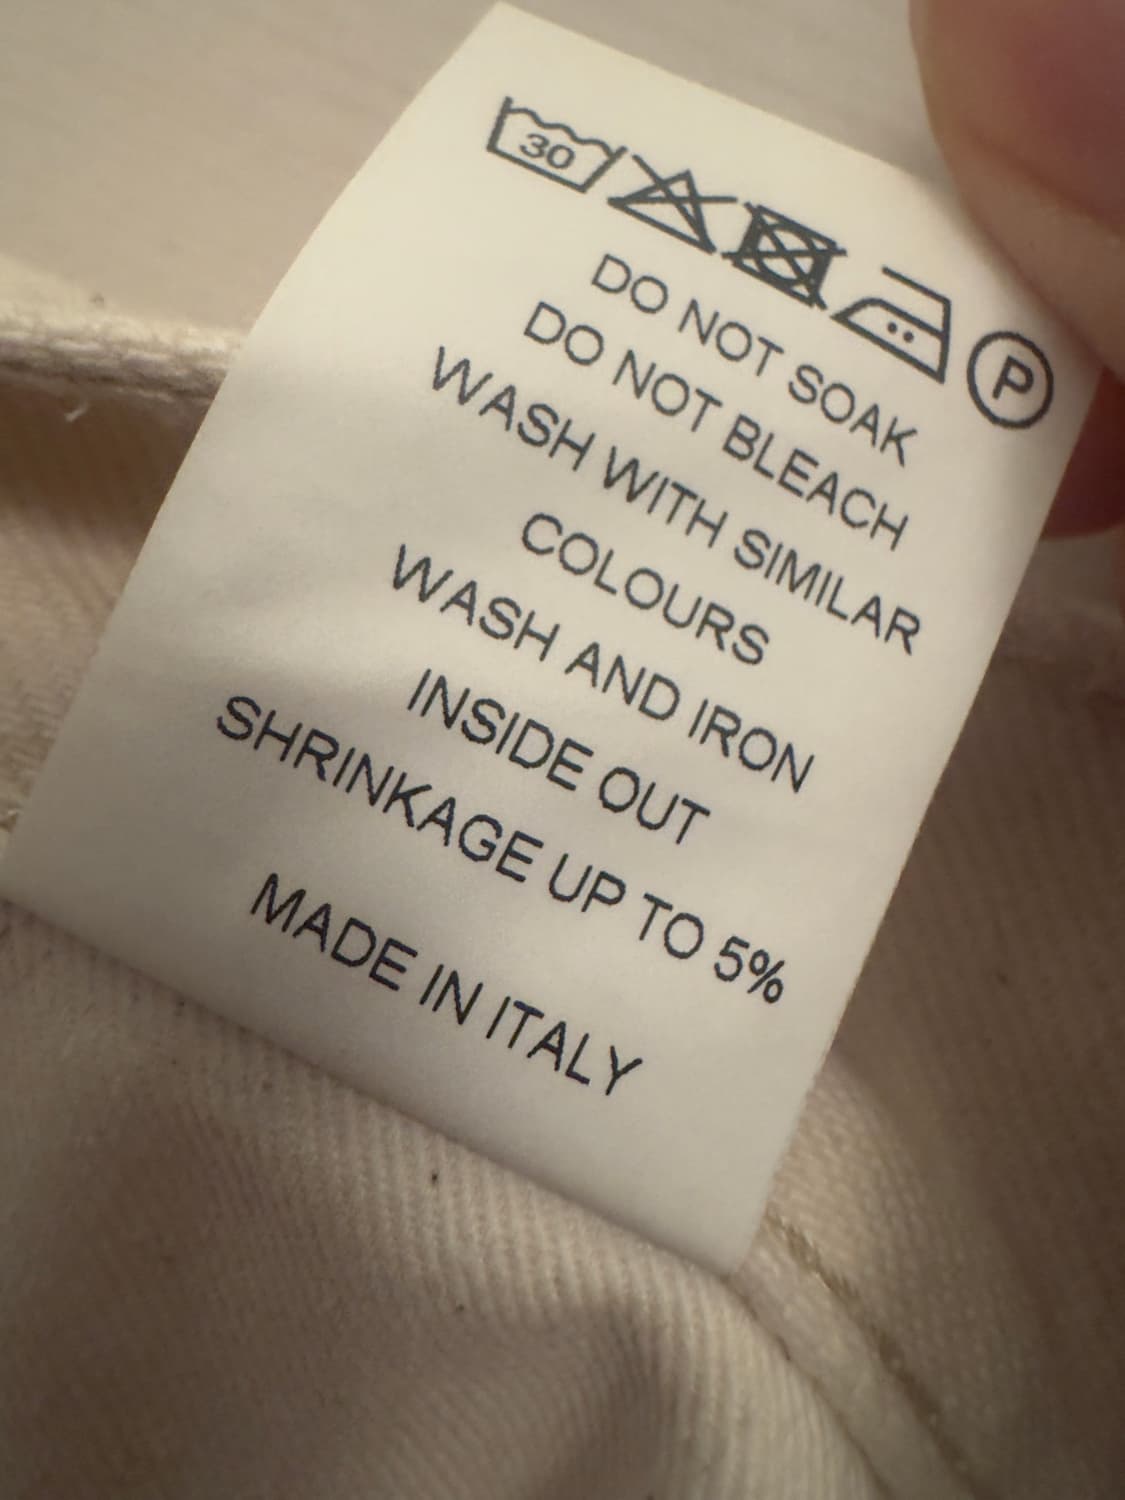 30
P
DO NOT SOAK
DO NOT BLEACH
WASH WITH SIMILAR
COLOURS
WASH AND IRON
INSIDE OUT
SHRINKAGE UP TO 5%
MADE IN ITALY